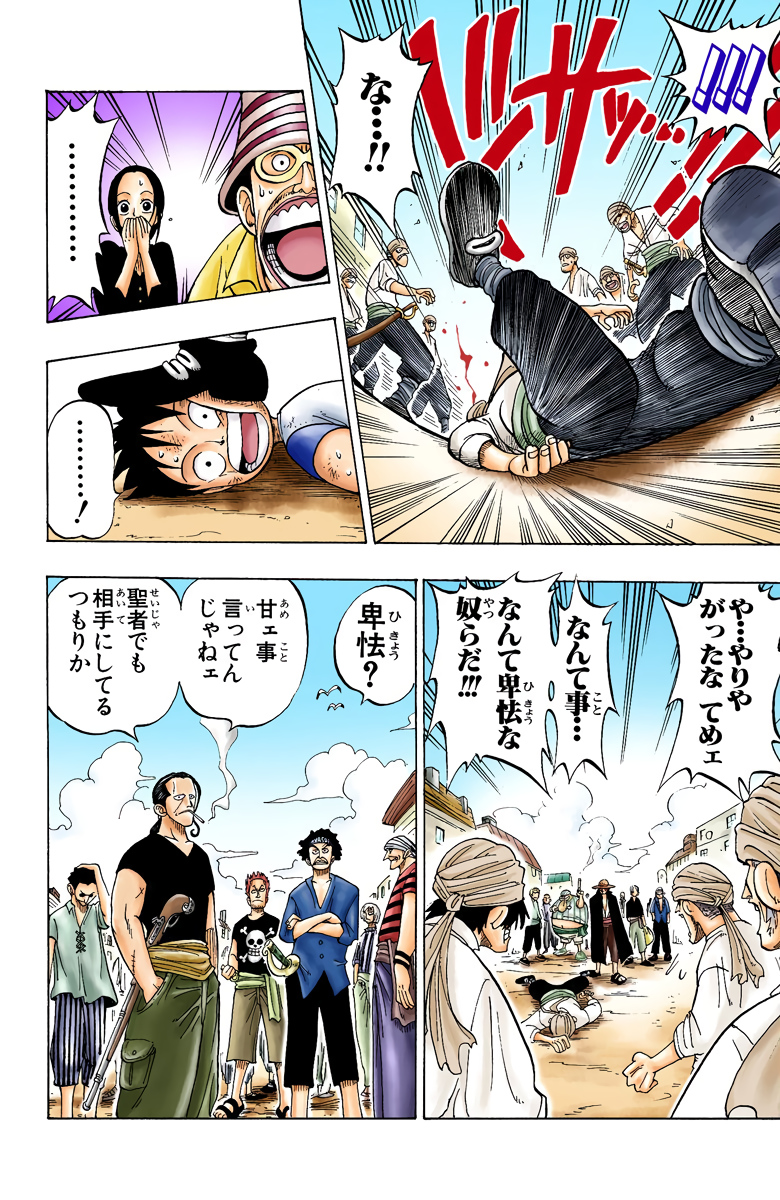 !!!
ドサッ…!!
な…!!
…………
………!
や…やりや
がったな てめェ
なんて事…
なんて卑怯な
奴らだ!!!
卑怯?
甘ェ事
言ってん
じゃねェ
聖者でも
相手にしてる
つもりか